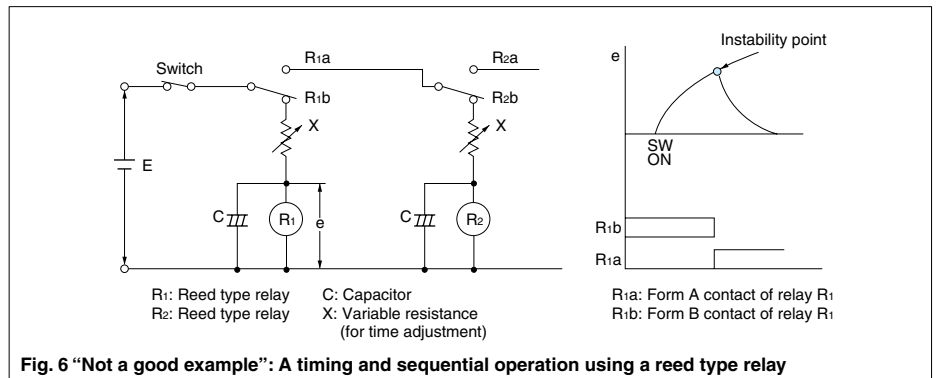 Switch
R1a
R1b
X
E
C
R1
e
R2a
R2b
X
C
R2
R1: Reed type relay
R2: Reed type relay
C: Capacitor
X: Variable resistance
(for time adjustment)
e
Instability point
SW
ON
R1b
R1a
R1a: Form A contact of relay R1
R1b: Form B contact of relay R1
Fig. 6 “Not a good example”: A timing and sequential operation using a reed type relay